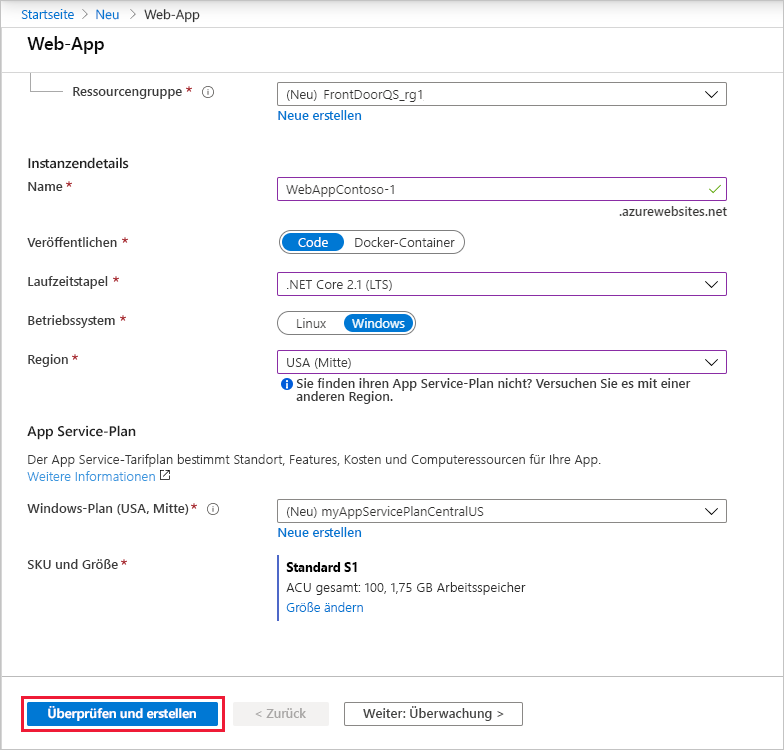 Startseite > Neu > Web-App
Web-App
Ressourcengruppe * (Neu) FrontDoorQS_rg1
Neue erstellen
Instanzendetails
Name * WebAppContoso-1
.azurewebsites.net
Veröffentlichen * Code Docker-Container
Laufzeitstapel * .NET Core 2.1 (LTS)
Betriebssystem * Linux Windows
Region * USA (Mitte)
Sie finden ihren App Service-Plan nicht? Versuchen Sie es mit einer
anderen Region.
App Service-Plan
Der App Service-Tarifplan bestimmt Standort, Features, Kosten und Computeressourcen für Ihre App.
Weitere Informationen
Windows-Plan (USA, Mitte) * (Neu) myAppServicePlanCentralUS
Neue erstellen
SKU und Größe * Standard S1
ACU gesamt: 100, 1,75 GB Arbeitsspeicher
Größe ändern
Überprüfen und erstellen < Zurück Weiter: Überwachung >